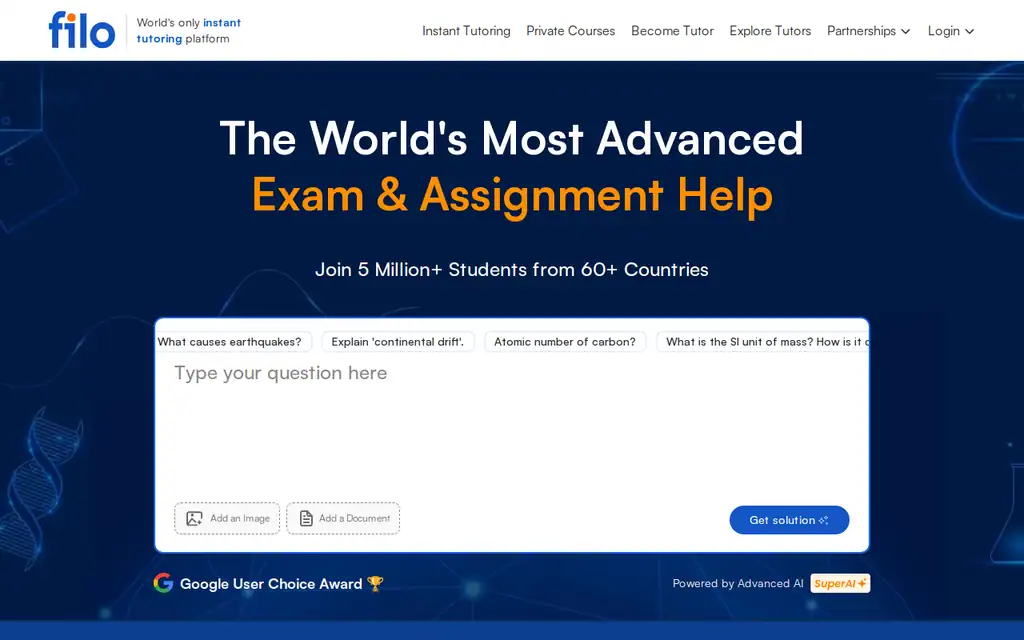 filo
World's only instant
tutoring platform
Instant Tutoring
Private Courses
Become Tutor
Explore Tutors
Partnerships
Login
The World's Most Advanced
Exam & Assignment Help
Join 5 Million+ Students from 60+ Countries
What causes earthquakes?
Explain 'continental drift'.
Atomic number of carbon?
What is the SI unit of mass? How is it
Type your question here
Add an Image
Add a Document
Get solution
Google User Choice Award
Powered by Advanced AI
SuperAI